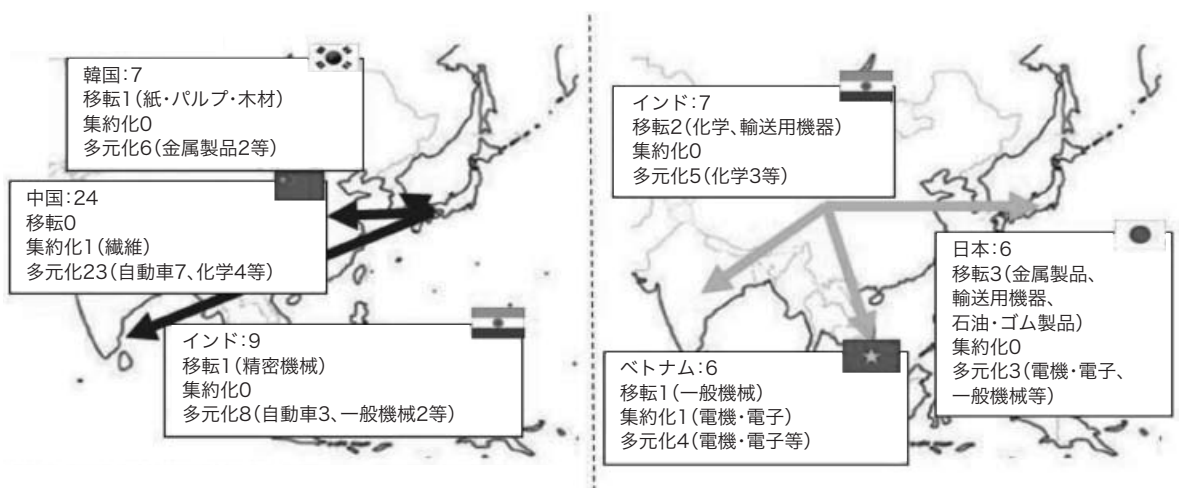 韓国：7
移転1（紙・パルプ・木材）
集約化0
多元化6（金属製品2等）
中国：24
移転0
集約化1（繊維）
多元化23（自動車7、化学4等）
インド：9
移転1（精密機械）
集約化0
多元化8（自動車3、一般機械2等）
インド：7
移転2（化学、輸送用機器）
集約化0
多元化5（化学3等）
日本：6
移転3（金属製品、
輸送用機器、
石油・ゴム製品）
集約化0
多元化3（電機・電子、
一般機械等）
ベトナム：6
移転1（一般機械）
集約化1（電機・電子）
多元化4（電機・電子等）